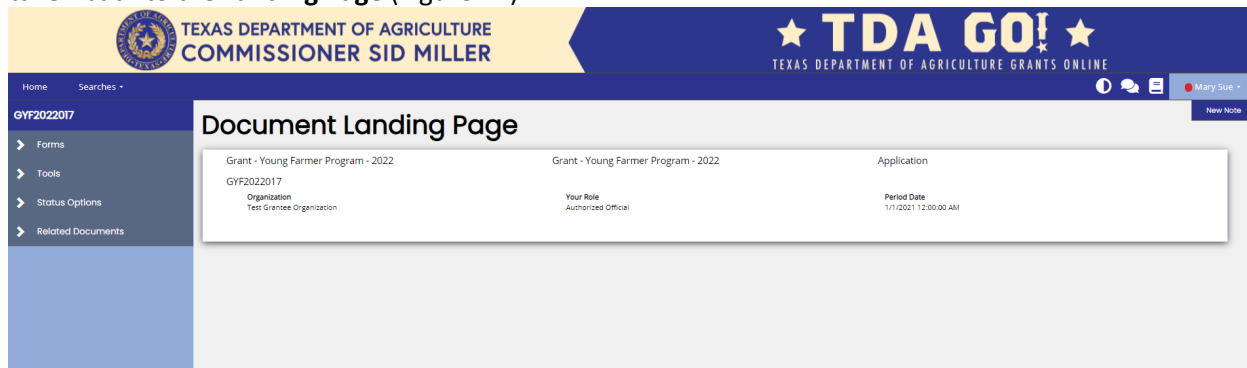 TEXAS DEPARTMENT OF AGRICULTURE
COMMISSIONER SID MILLER
TDA GO!
TEXAS DEPARTMENT OF AGRICULTURE GRANTS ONLINE
Home Searches
Mary Sue
GYF2022017
New Note
Document Landing Page
Forms
Tools
Status Options
Related Documents
Grant - Young Farmer Program - 2022 Grant - Young Farmer Program - 2022 Application
GYF2022017
Organization Your Role Period Date
Test Grantee Organization Authorized Official 1/1/2021 12:00:00 AM